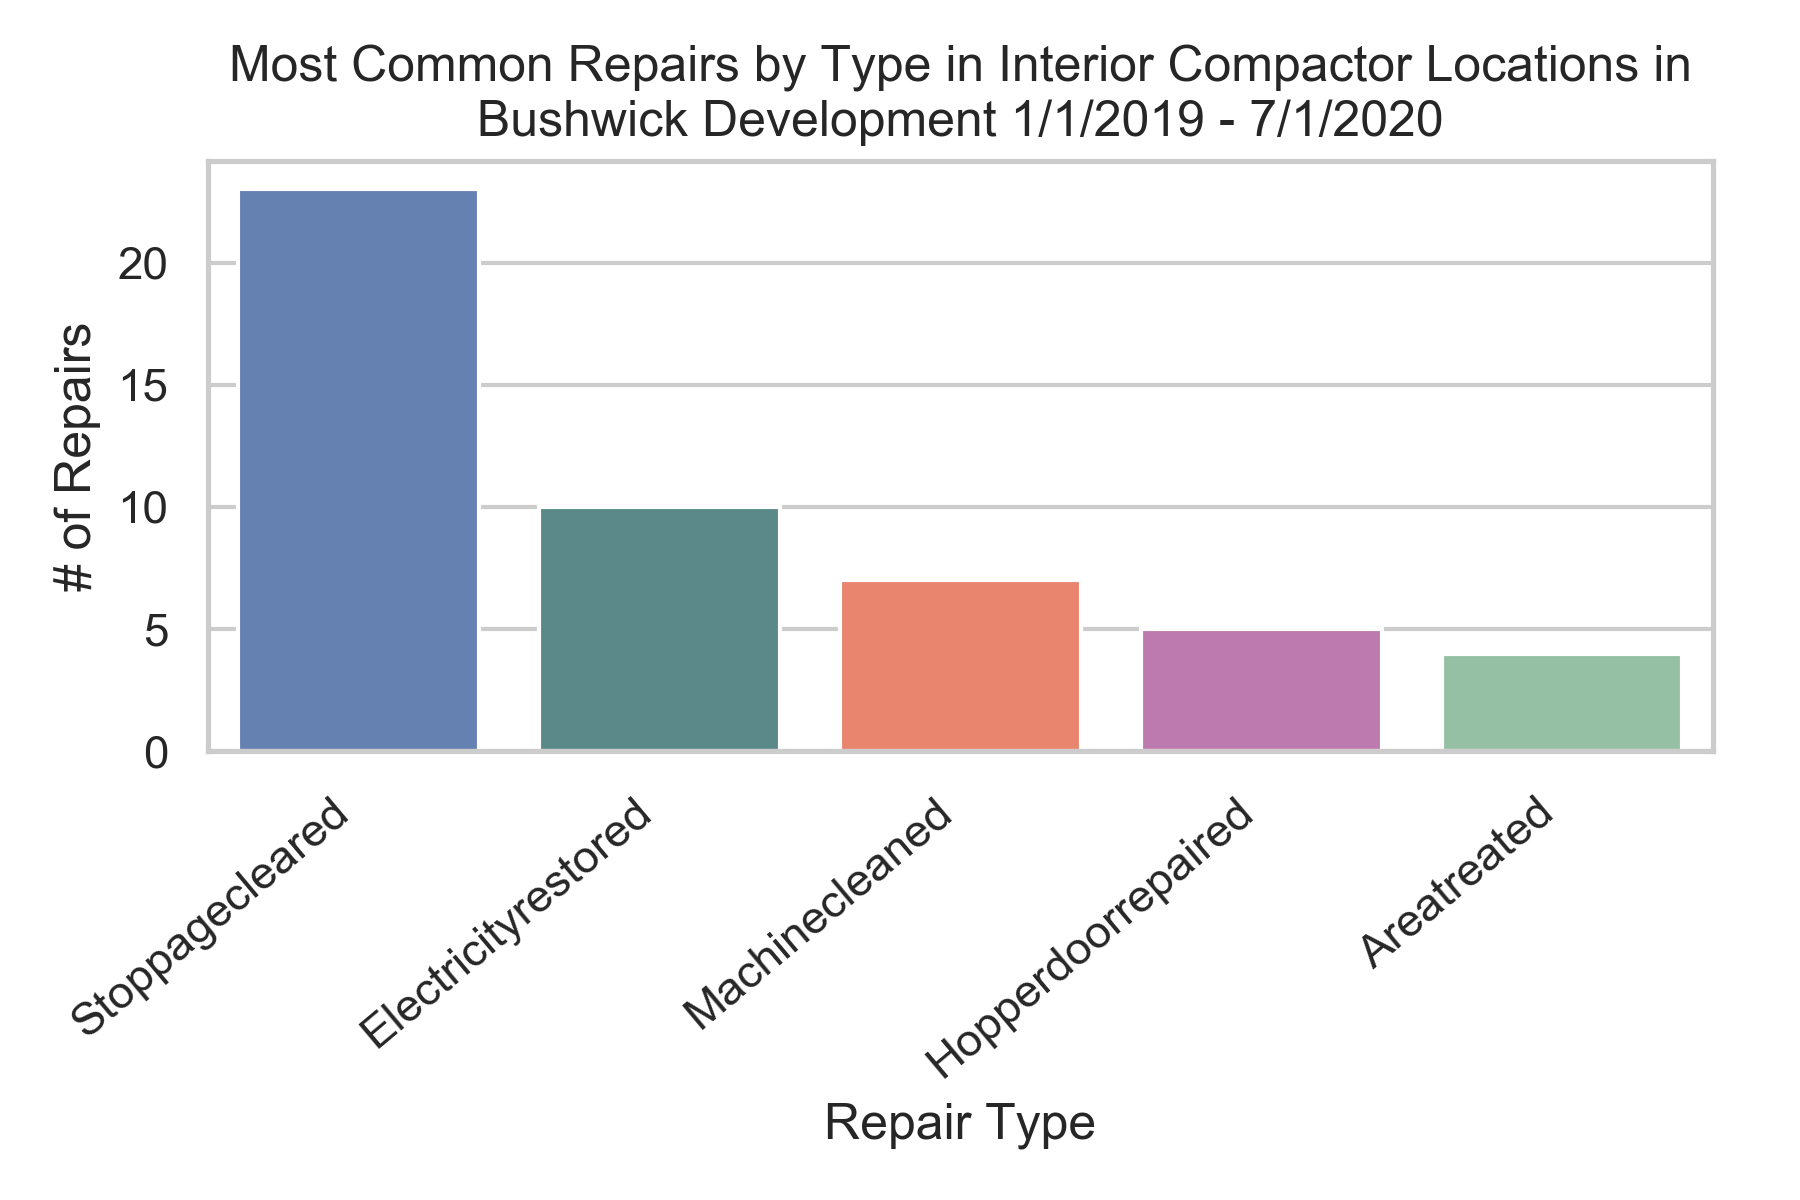 Most Common Repairs by Type in Interior Compactor Locations in
Bushwick Development 1/1/2019 - 7/1/2020
# of Repairs
20
15
10
5
0
Stoppagecleared
Electricityrestored
Machinecleaned
Hopperdoorrepaired
Areatreated
Repair Type